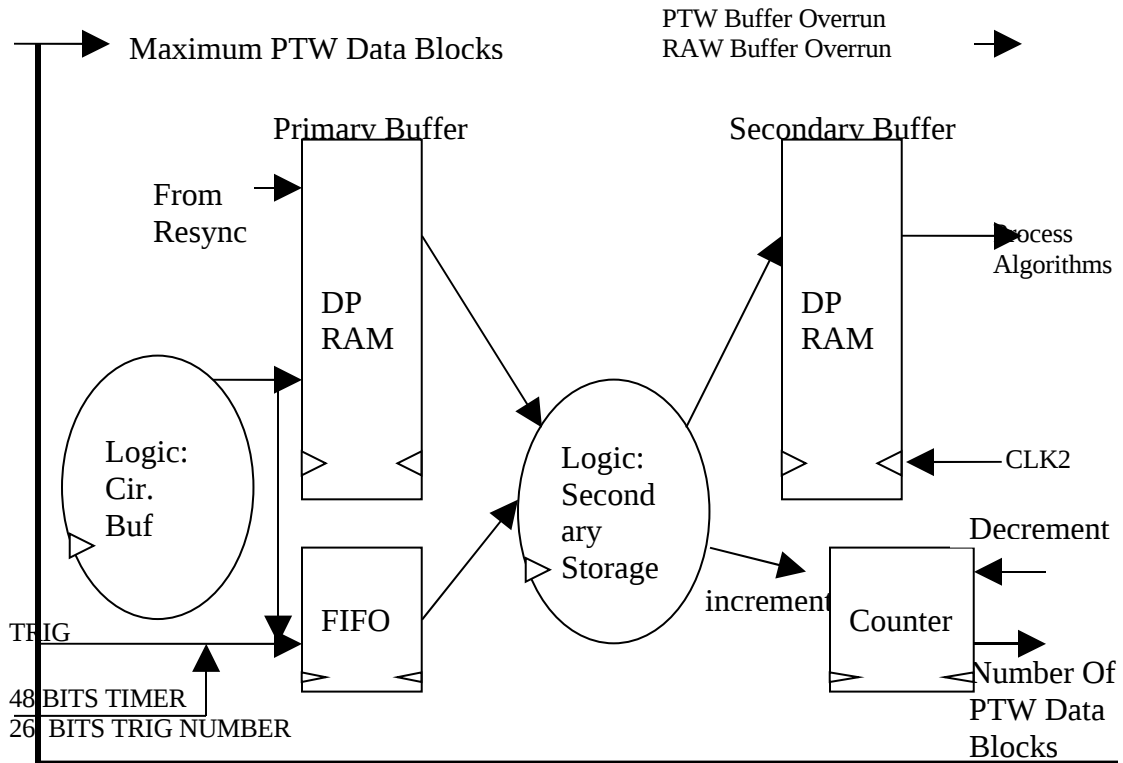 PTW Buffer Overrun
Maximum PTW Data Blocks
RAW Buffer Overrun
Primary Buffer
Secondary Buffer
From
Resync
Process
Algorithms
DP
RAM
DP
RAM
Logic:
Cir.
Buf
Logic:
Second
ary
Storage
CLK2
Decrement
increment
FIFO
Counter
TRIG
48 BITS TIMER
26 BITS TRIG NUMBER
Number Of
PTW Data
Blocks